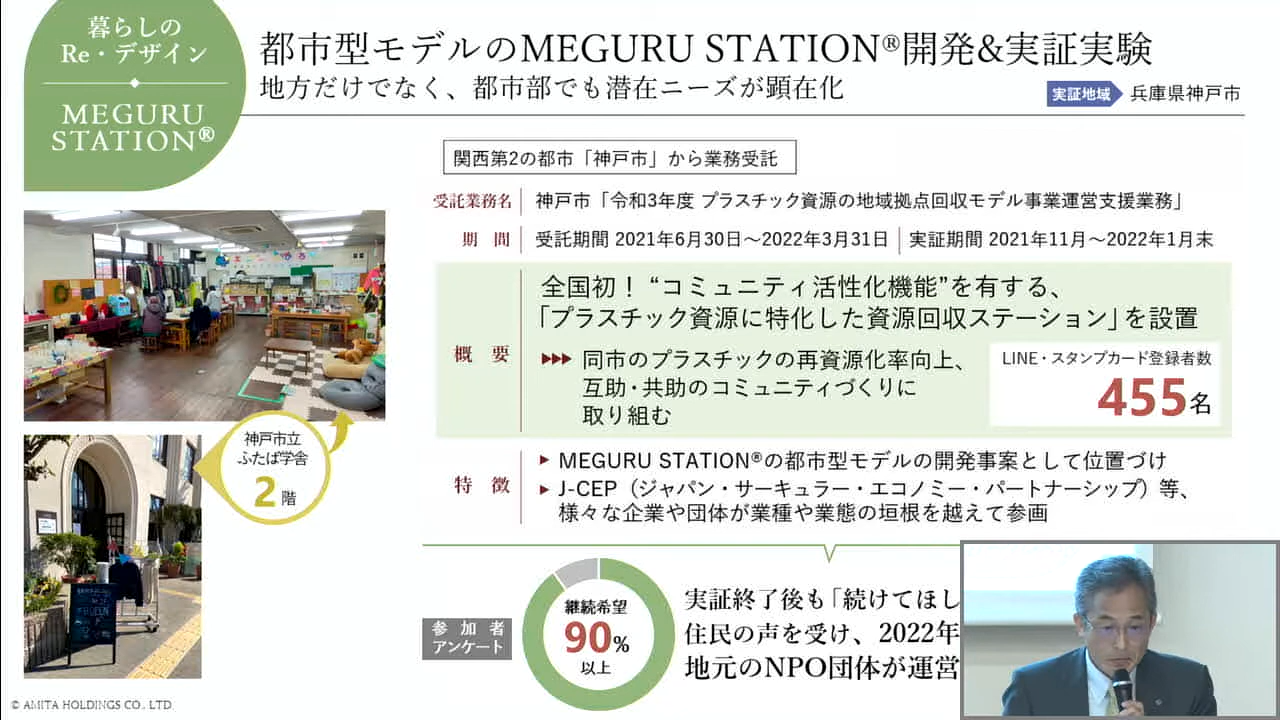 暮らしの
Re・デザイン
MEGURU
STATION®
都市型モデルのMEGURU STATION®開発&実証実験
地方だけでなく、都市部でも潜在ニーズが顕在化
実証地域 兵庫県神戸市
関西第2の都市「神戸市」から業務受託
受託業務名 神戸市「令和3年度 プラスチック資源の地域拠点回収モデル事業運営支援業務」
期 間 受託期間 2021年6月30日～2022年3月31日 実証期間 2021年11月～2022年1月末
概 要
全国初！“コミュニティ活性化機能”を有する、
「プラスチック資源に特化した資源回収ステーション」を設置
同市のプラスチックの再資源化率向上、
互助・共助のコミュニティづくりに
取り組む
LINE・スタンプカード登録者数
455名
特 徴
MEGURU STATION®の都市型モデルの開発事案として位置づけ
J-CEP（ジャパン・サーキュラー・エコノミー・パートナーシップ）等、
様々な企業や団体が業種や業態の垣根を越えて参画
神戸市立
ふたば学舎
2階
OPEN
参加者
アンケート
継続希望
90%
以上
実証終了後も「続けてほし
住民の声を受け、2022年
地元のNPO団体が運営
© AMITA HOLDINGS CO., LTD.